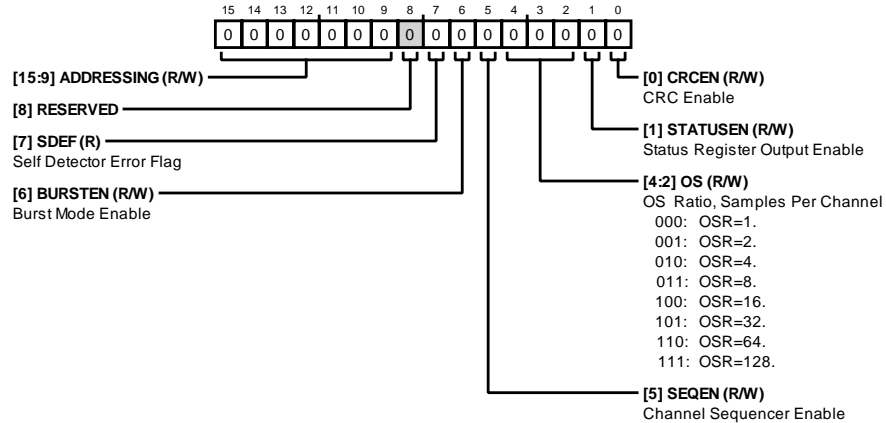 15 14 13 12 11 10 9 8 7 6 5 4 3 2 1 0
0 0 0 0 0 0 0 0 0 0 0 0 0 0 0 0
[15:9] ADDRESSING (R/W)
[8] RESERVED
[7] SDEF (R)
Self Detector Error Flag
[6] BURSTEN (R/W)
Burst Mode Enable
[0] CRCEN (R/W)
CRC Enable
[1] STATUSEN (R/W)
Status Register Output Enable
[4:2] OS (R/W)
OS Ratio, Samples Per Channel
000: OSR=1.
001: OSR=2.
010: OSR=4.
011: OSR=8.
100: OSR=16.
101: OSR=32.
110: OSR=64.
111: OSR=128.
[5] SEQEN (R/W)
Channel Sequencer Enable